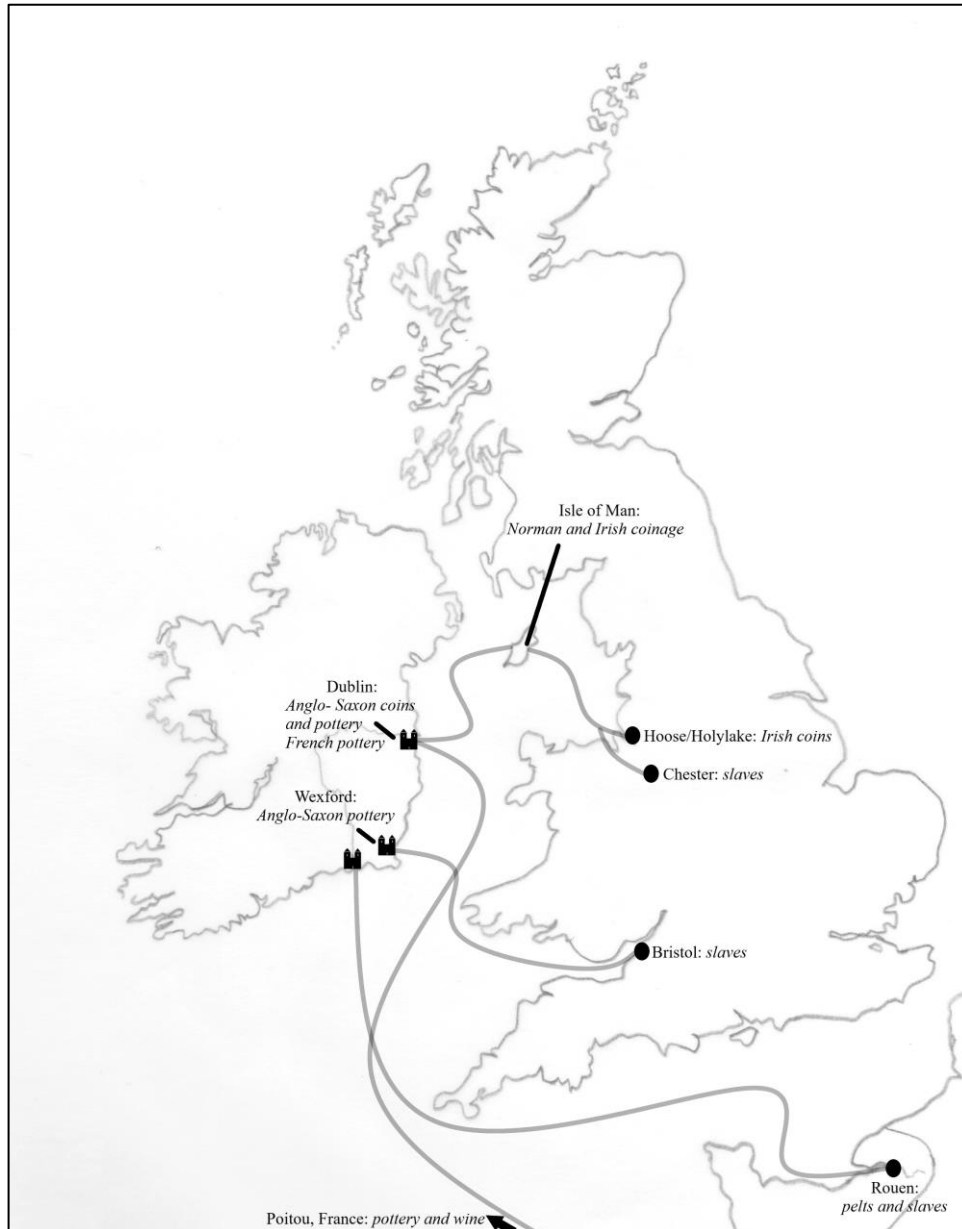 Isle of Man:
Norman and Irish coinage
Dublin:
Anglo- Saxon coins
and pottery
French pottery
Hoose/Holylake: Irish coins
Chester: slaves
Wexford:
Anglo-Saxon pottery
Bristol: slaves
Rouen:
pelts and slaves
Poitou, France: pottery and wine